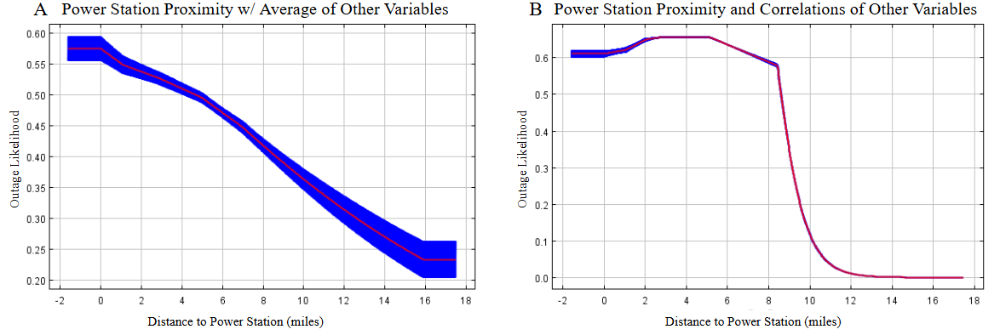 A Power Station Proximity w/ Average of Other Variables
0.60
0.55
0.50
0.45
0.40
0.35
0.30
0.25
0.20
Outage Likelihood
-2 0 2 4 6 8 10 12 14 16 18
Distance to Power Station (miles)
B Power Station Proximity and Correlations of Other Variables
0.6
0.5
0.4
0.3
0.2
0.1
0.0
Outage Likelihood
-2 0 2 4 6 8 10 12 14 16 18
Distance to Power Station (miles)